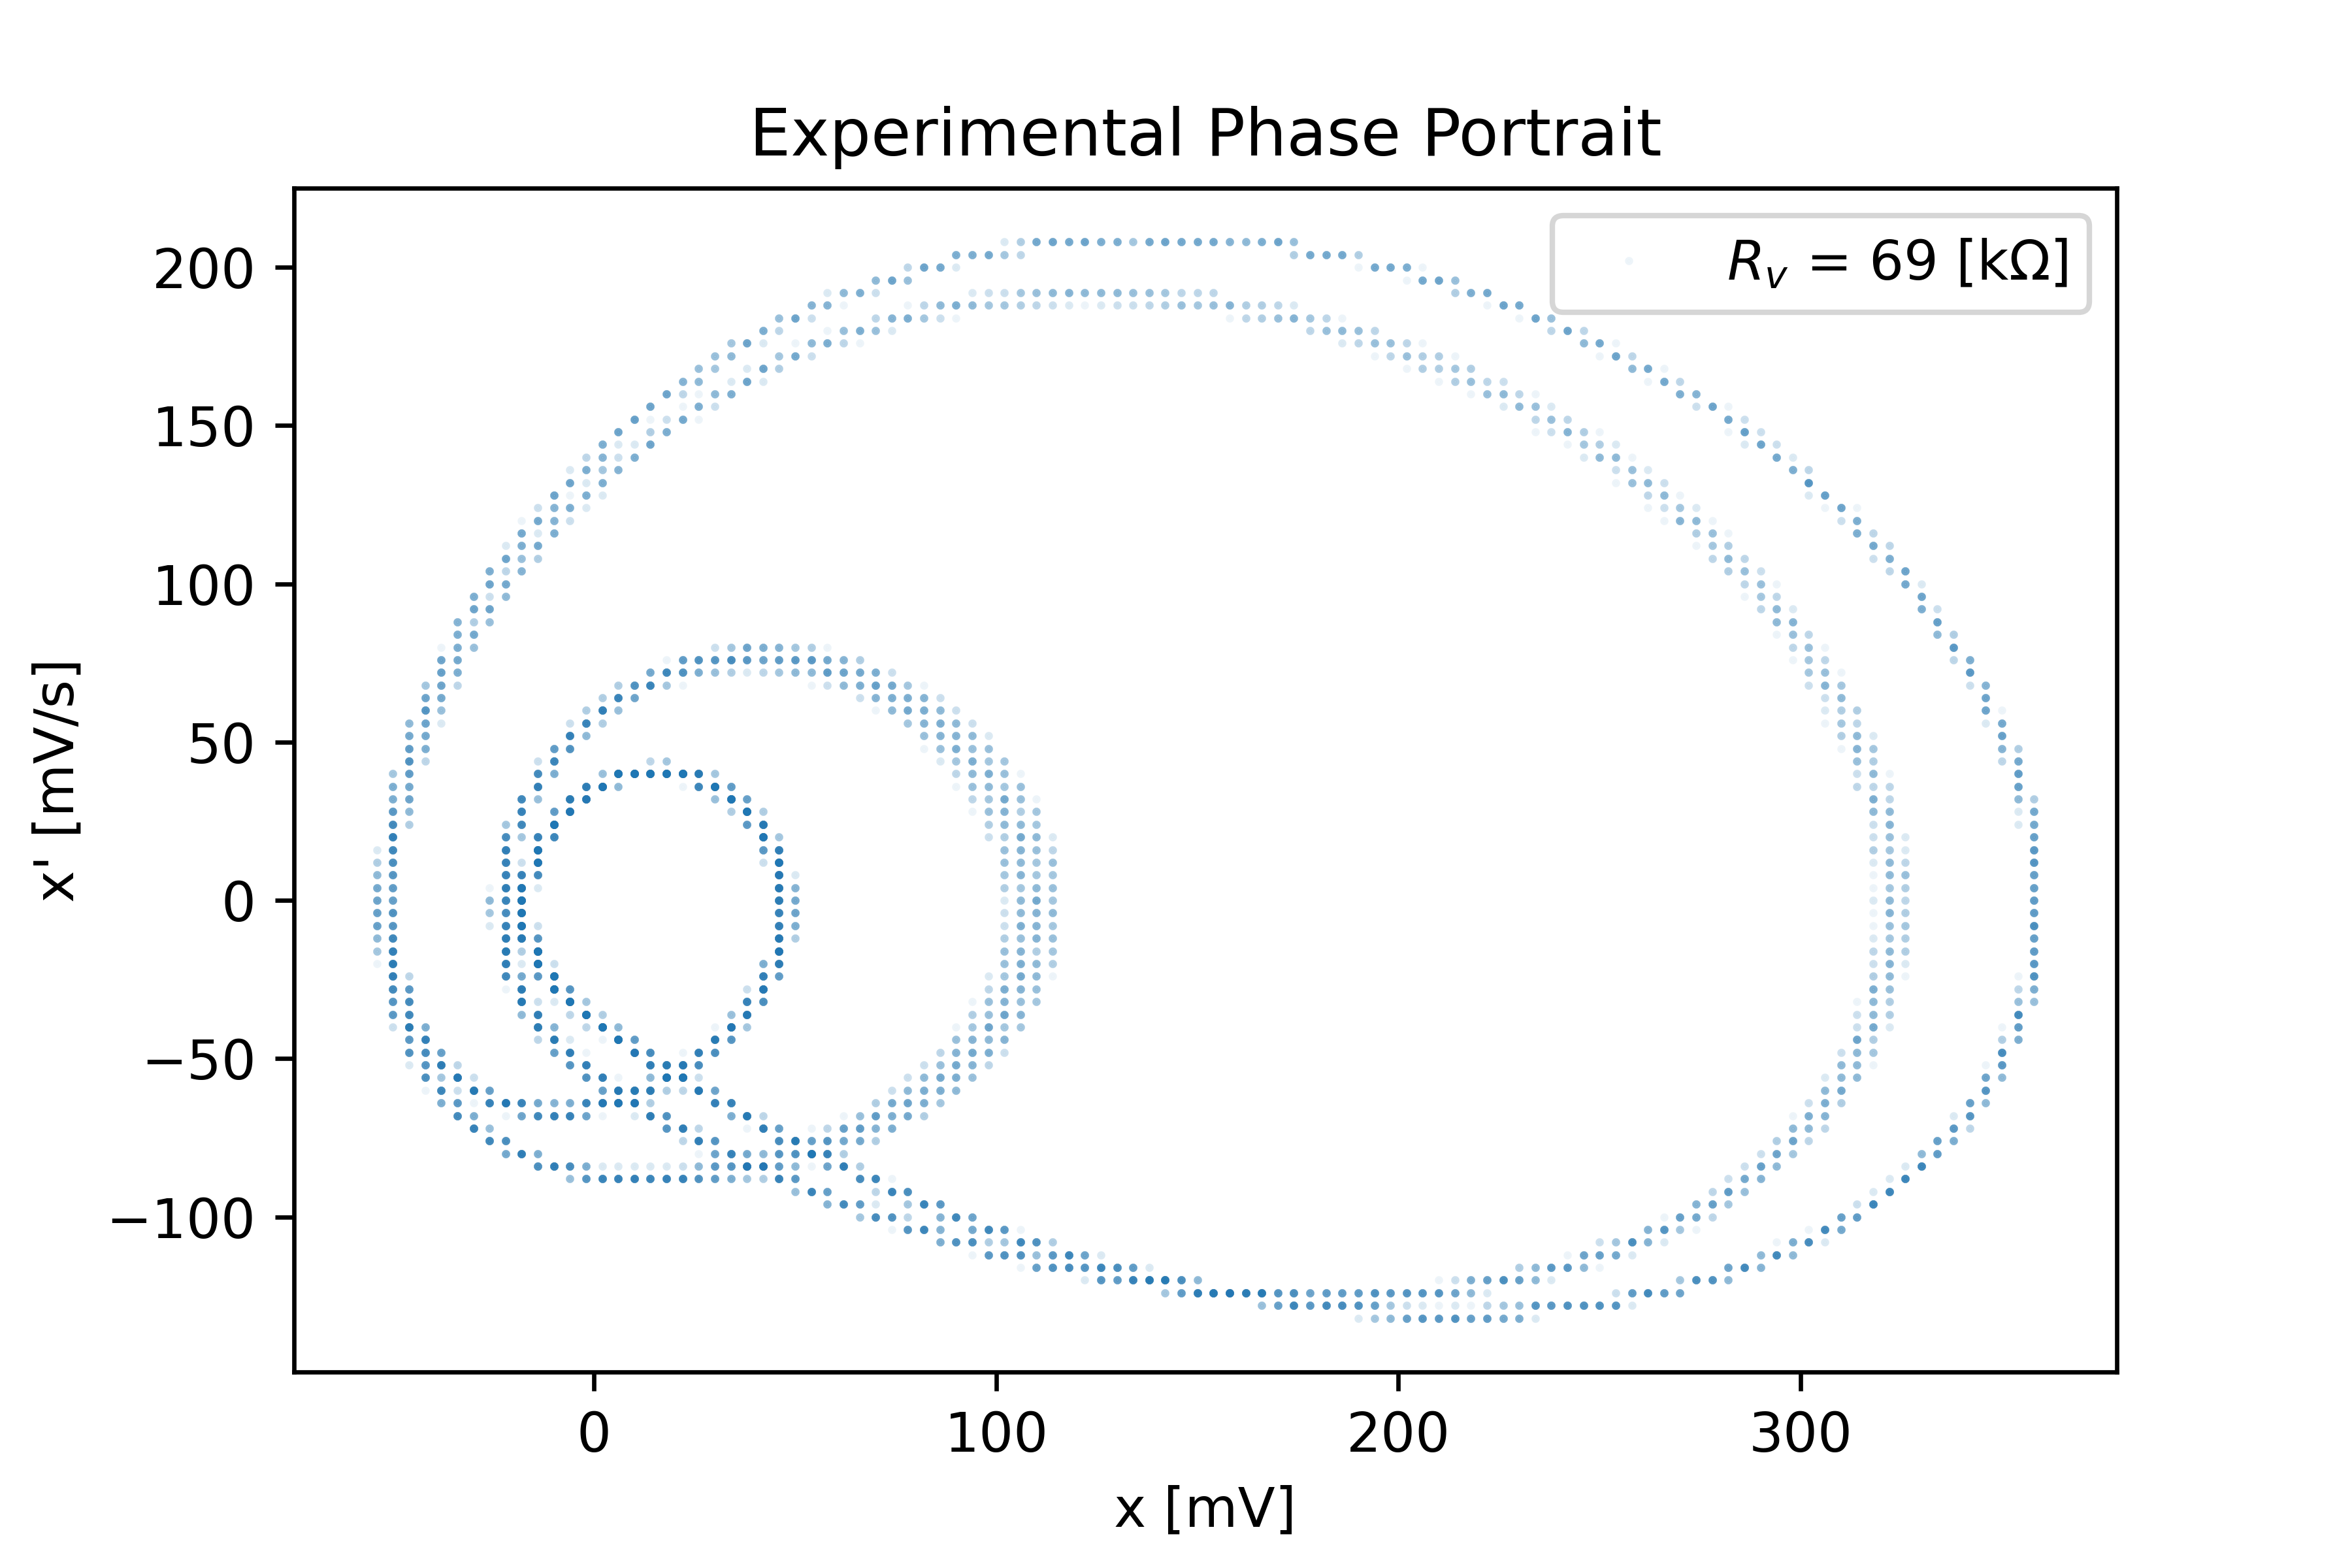 Experimental Phase Portrait
R_v = 69 [kΩ]
200
150
100
50
0
−50
−100
x' [mV/s]
0 100 200 300
x [mV]